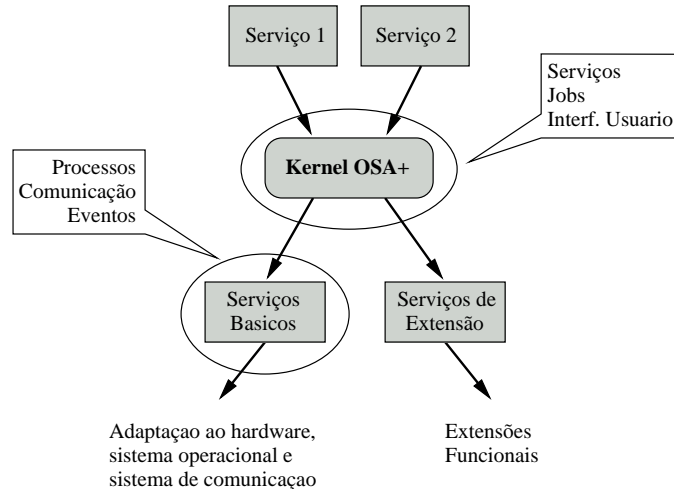 Serviço 1
Serviço 2
Serviços
Jobs
Interf. Usuario
Kernel OSA+
Processos
Comunicação
Eventos
Serviços
Basicos
Serviços de
Extensão
Adaptaçao ao hardware,
sistema operacional e
sistema de comunicaçao
Extensões
Funcionais